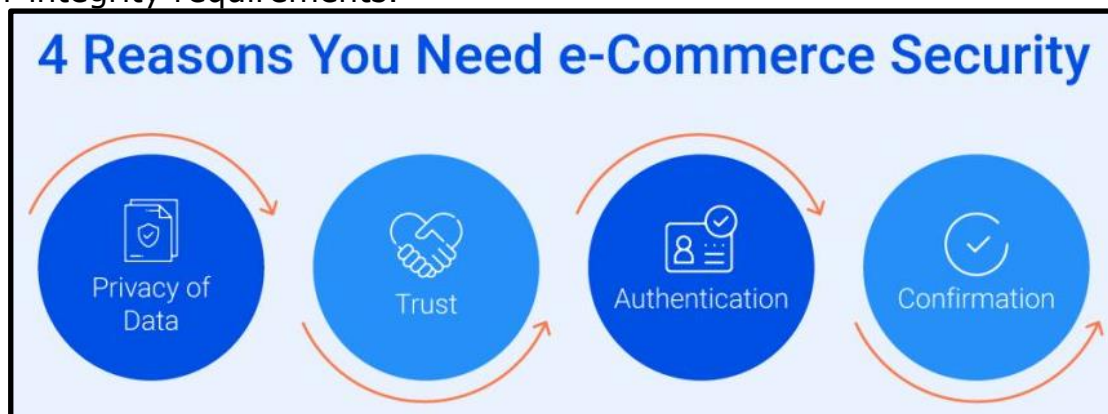 integrity requirements.
4 Reasons You Need e-Commerce Security
Privacy of
Data
Trust
Authentication
Confirmation